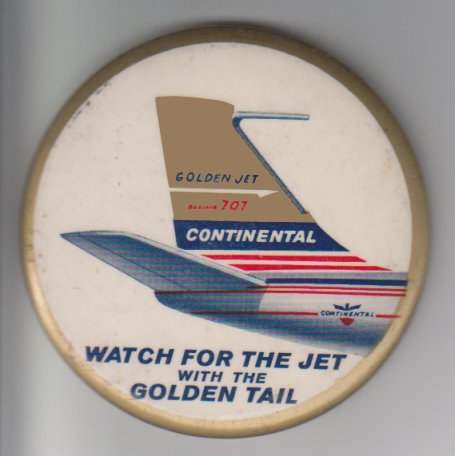 GOLDEN JET
BOEING 707
CONTINENTAL
CONTINENTAL
WATCH FOR THE JET
WITH THE
GOLDEN TAIL